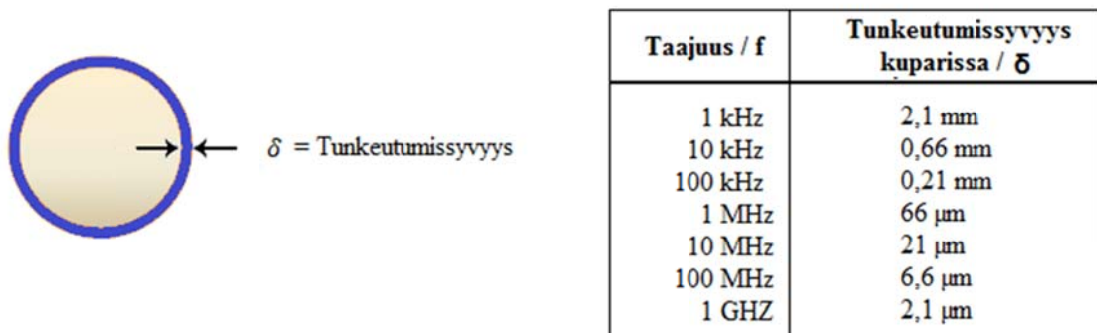 δ = Tunkeutumissyvyys
Taajuus / f
Tunkeutumissyvyys
kuparissa / δ
1 kHz 2,1 mm
10 kHz 0,66 mm
100 kHz 0,21 mm
1 MHz 66 μm
10 MHz 21 μm
100 MHz 6,6 μm
1 GHZ 2,1 μm